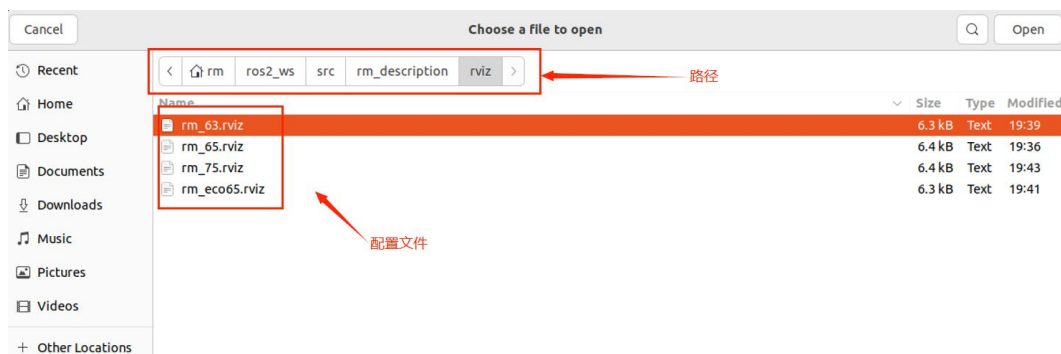 Cancel Choose a file to open Open
Recent rm ros2_ws src rm_description rviz 路径
Home Name Size Type Modified
rm_63.rviz 6.3 kB Text 19:39
Desktop rm_65.rviz 6.4 kB Text 19:36
Documents rm_75.rviz 6.4 kB Text 19:43
rm_eco65.rviz 6.3 kB Text 19:41
Downloads
Music 配置文件
Pictures
Videos
+ Other Locations